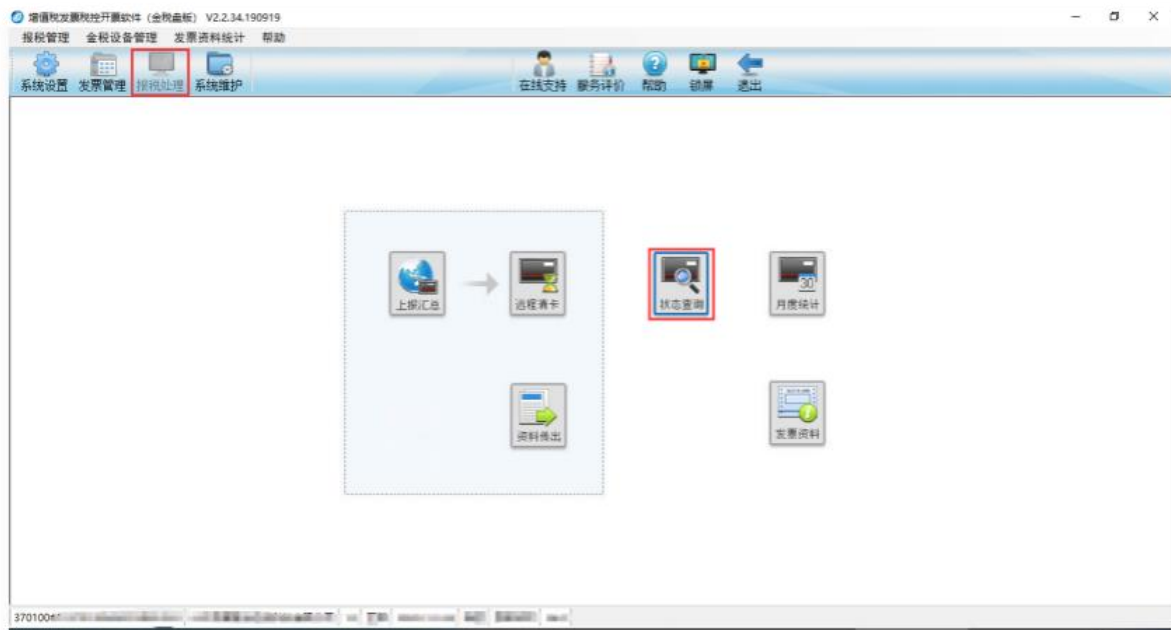 增值税发票税控开票软件（金税盘版） V2.2.34.190919
报税管理 金税设备管理 发票资料统计 帮助
系统设置 发票管理 报税处理 系统维护 在线支持 服务评价 帮助 锁屏 退出
30
上报汇总 远程清卡 状态查询 月度统计
资料传出 发票资料
370100